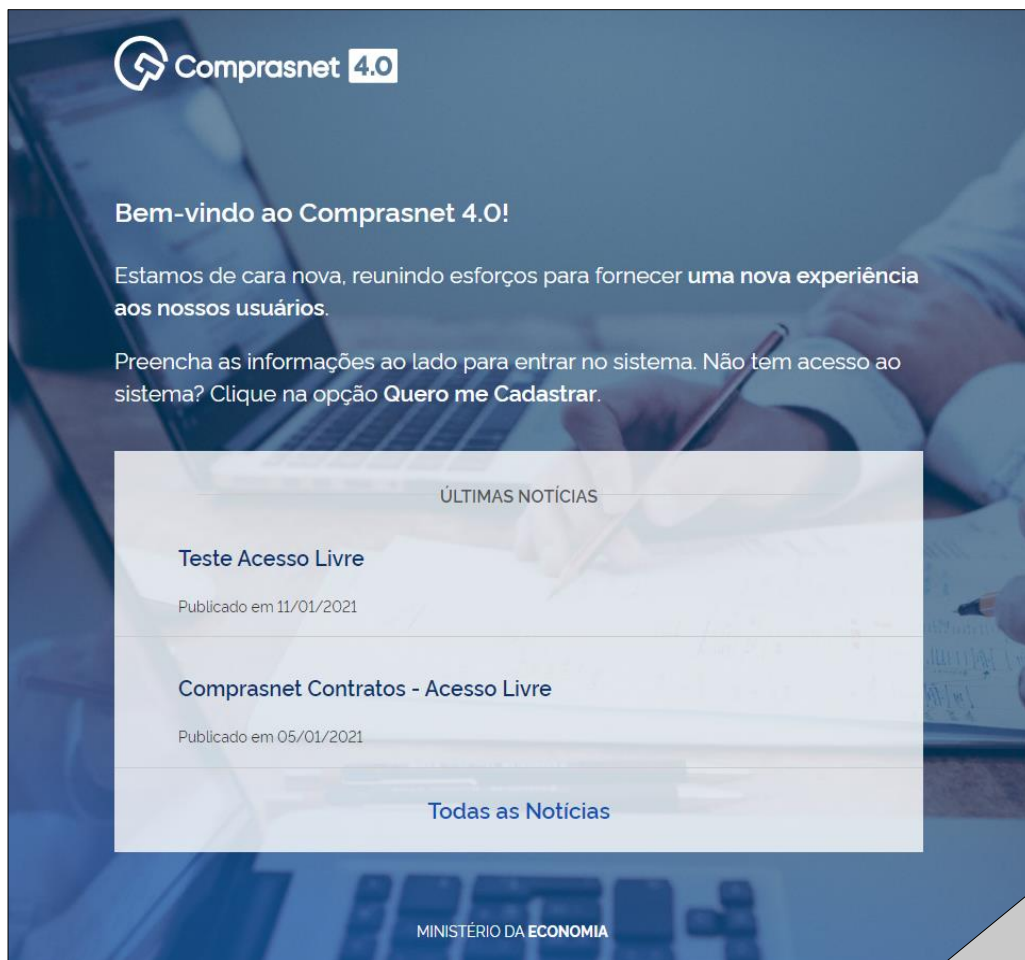 Comprasnet 4.0
Bem-vindo ao Comprasnet 4.0!
Estamos de cara nova, reunindo esforços para fornecer uma nova experiência
aos nossos usuários.
Preencha as informações ao lado para entrar no sistema. Não tem acesso ao
sistema? Clique na opção Quero me Cadastrar.
ÚLTIMAS NOTÍCIAS
Teste Acesso Livre
Publicado em 11/01/2021
Comprasnet Contratos - Acesso Livre
Publicado em 05/01/2021
Todas as Notícias
MINISTÉRIO DA ECONOMIA